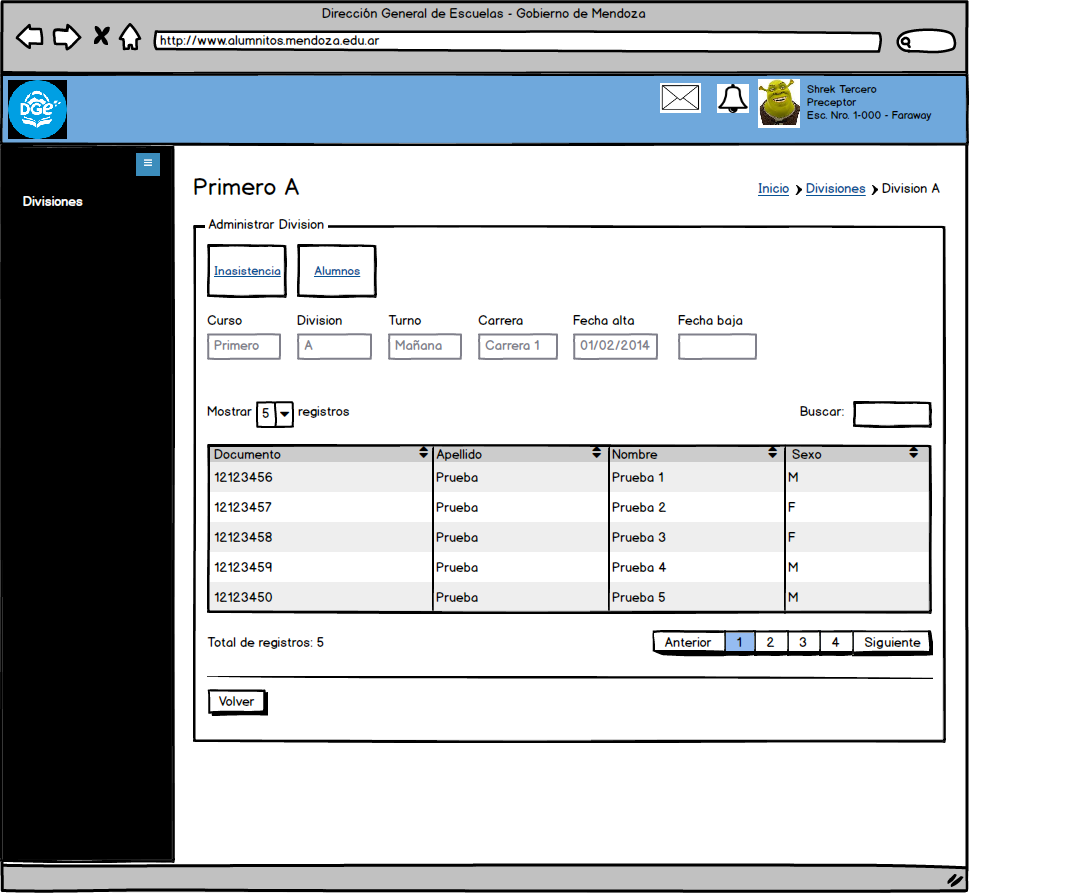 Dirección General de Escuelas - Gobierno de Mendoza
http://www.alumnitos.mendoza.edu.ar
DGE
Shrek Tercero
Preceptor
Esc. Nro. 1-000 - Faraway
Divisiones
Primero A
Inicio Divisiones Division A
Administrar Division
Inasistencia Alumnos
Curso Division Turno Carrera Fecha alta Fecha baja
Primero A Mañana Carrera 1 01/02/2014
Mostrar 5 registros Buscar:
Documento Apellido Nombre Sexo
12123456 Prueba Prueba 1 M
12123457 Prueba Prueba 2 F
12123458 Prueba Prueba 3 F
12123459 Prueba Prueba 4 M
12123450 Prueba Prueba 5 M
Total de registros: 5 Anterior 1 2 3 4 Siguiente
Volver